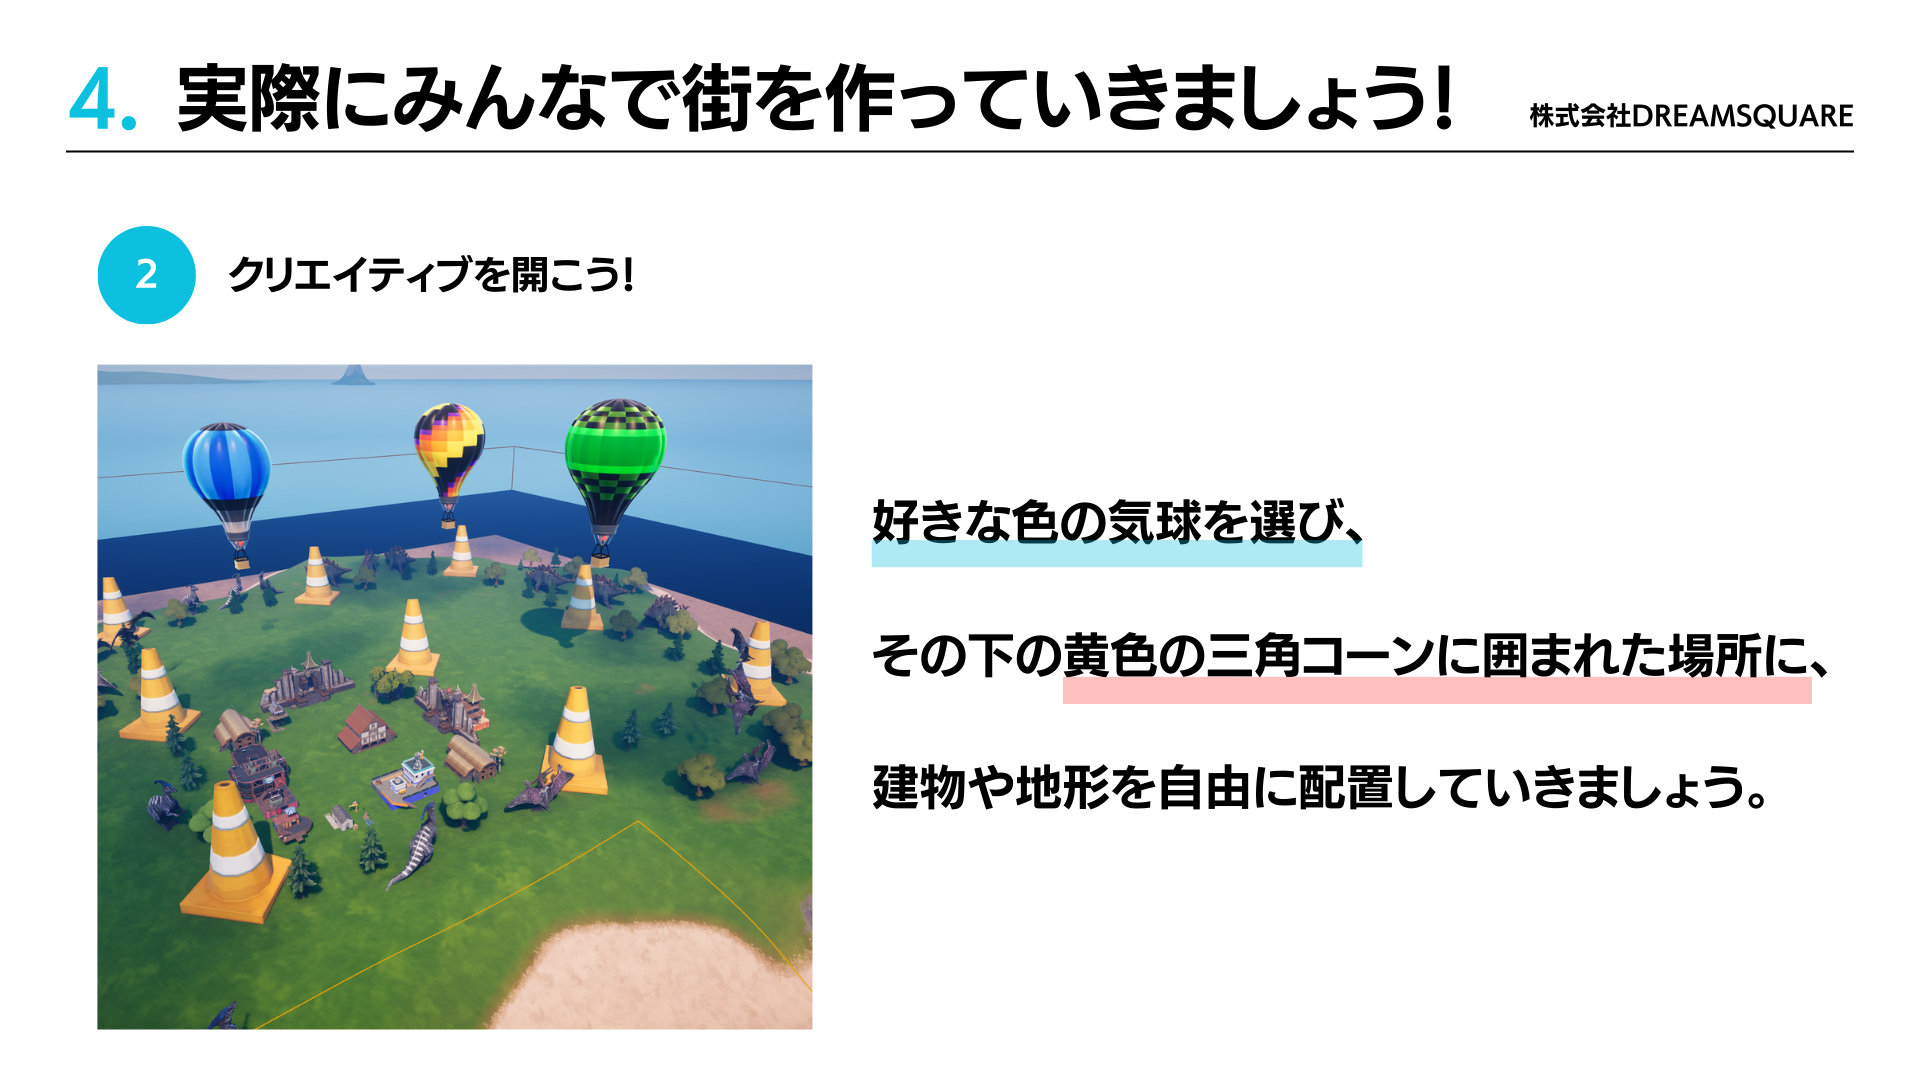 4. 実際にみんなで街を作っていきましょう!
株式会社DREAMSQUARE
2
クリエイティブを開こう!
好きな色の気球を選び、
その下の黄色の三角コーンに囲まれた場所に、
建物や地形を自由に配置していきましょう。